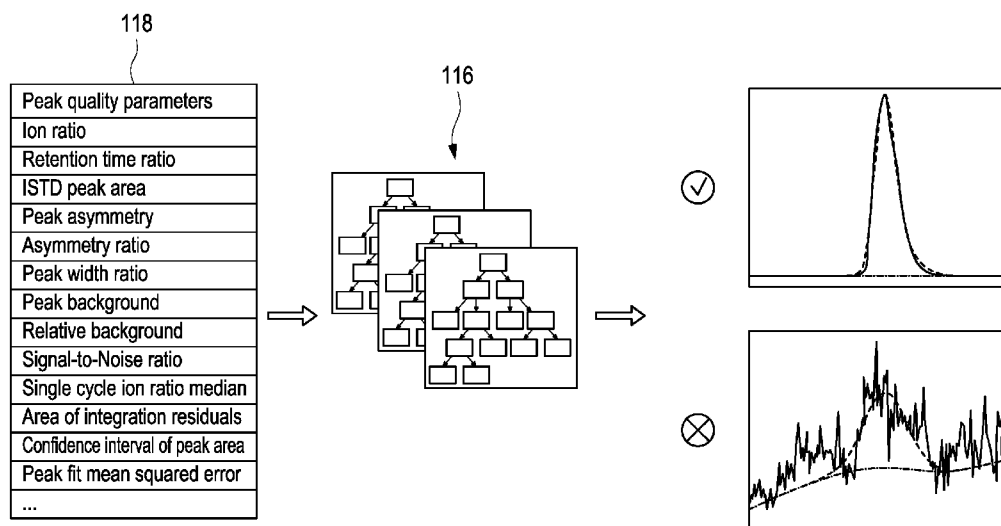 118
116
Peak quality parameters
Ion ratio
Retention time ratio
ISTD peak area
Peak asymmetry
Asymmetry ratio
Peak width ratio
Peak background
Relative background
Signal-to-Noise ratio
Single cycle ion ratio median
Area of integration residuals
Confidence interval of peak area
Peak fit mean squared error
...